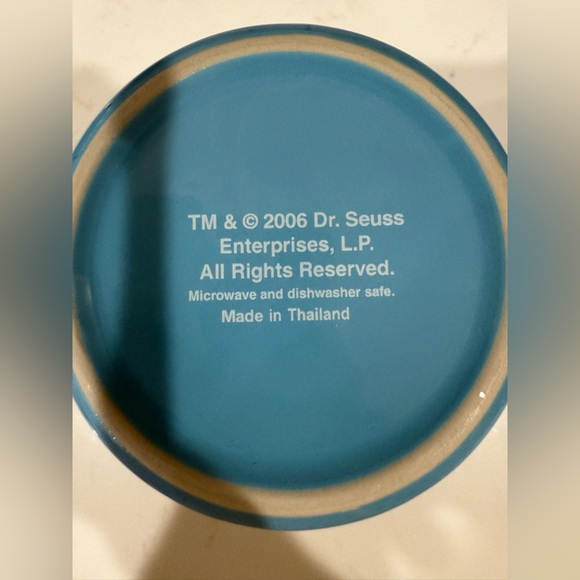 TM & © 2006 Dr. Seuss
Enterprises, L.P.
All Rights Reserved.
Microwave and dishwasher safe.
Made in Thailand